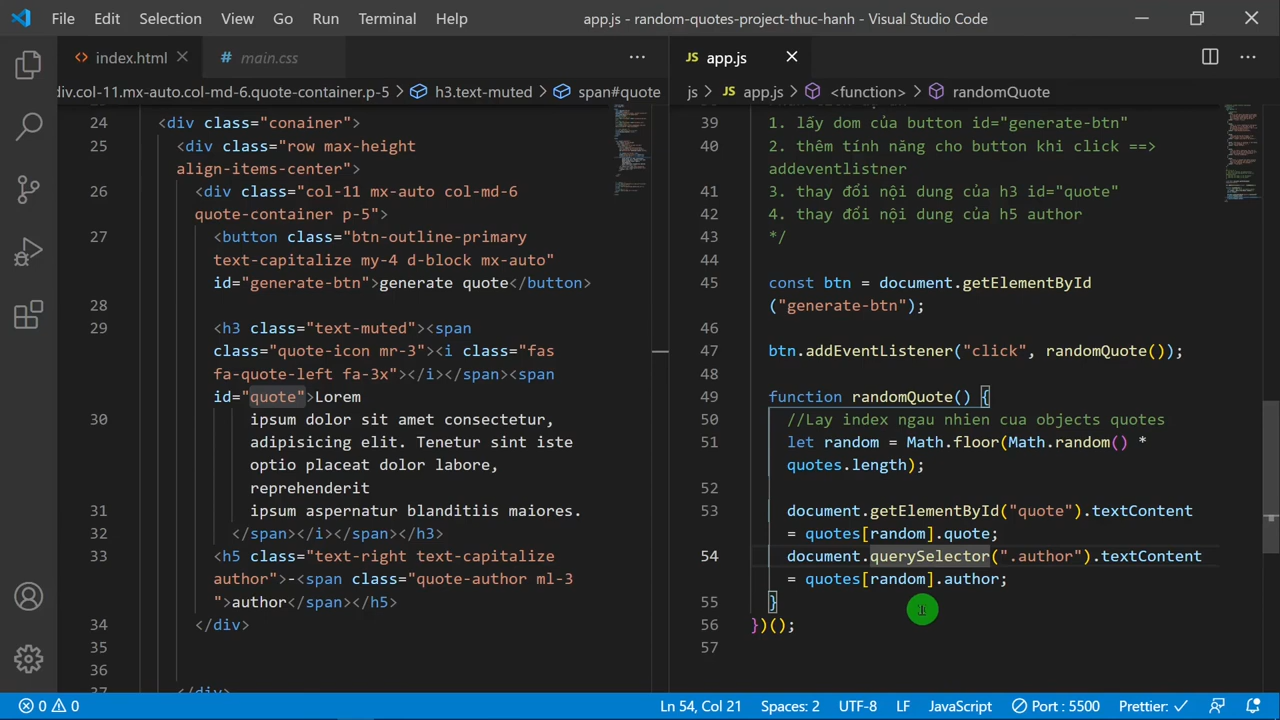 File Edit Selection View Go Run Terminal Help app.js - random-quotes-project-thuc-hanh - Visual Studio Code
index.html # main.css ...
JS app.js ...
div.col-11.mx-auto.col-md-6.quote-container.p-5 > h3.text-muted > span#quote
js > JS app.js > <function> > randomQuote
24 <div class="conainer">
25 <div class="row max-height
align-items-center">
26 <div class="col-11 mx-auto col-md-6
quote-container p-5">
27 <button class="btn-outline-primary
text-capitalize my-4 d-block mx-auto"
id="generate-btn">generate quote</button>
28
29 <h3 class="text-muted"><span
class="quote-icon mr-3"><i class="fas
fa-quote-left fa-3x"></i></span><span
id="quote">Lorem
30 ipsum dolor sit amet consectetur,
adipisicing elit. Tenetur sint iste
optio placeat dolor labore,
reprehenderit
31 ipsum aspernatur blanditiis maiores.
32 </span></i></span></h3>
33 <h5 class="text-right text-capitalize
author">-<span class="quote-author ml-3
">author</span></h5>
34 </div>
35
36
37 </div>
39 1. lấy dom của button id="generate-btn"
40 2. thêm tính năng cho button khi click ==>
addeventlistner
41 3. thay đổi nội dung của h3 id="quote"
42 4. thay đổi nội dung của h5 author
43 */
44
45 const btn = document.getElementById
("generate-btn");
46
47 btn.addEventListener("click", randomQuote());
48
49 function randomQuote() {
50 //Lay index ngau nhien cua objects quotes
51 let random = Math.floor(Math.random() *
quotes.length);
52
53 document.getElementById("quote").textContent
= quotes[random].quote;
54 document.querySelector(".author").textContent
= quotes[random].author;
55 }
56 })();
57
0 0 Ln 54, Col 21 Spaces: 2 UTF-8 LF JavaScript Port : 5500 Prettier: